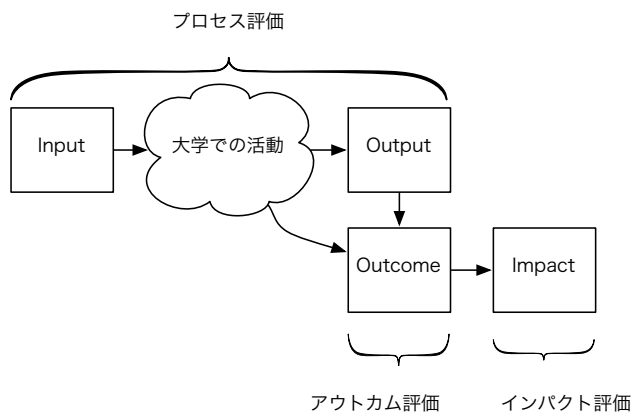 プロセス評価
Input
大学での活動
Output
Outcome
Impact
アウトカム評価
インパクト評価